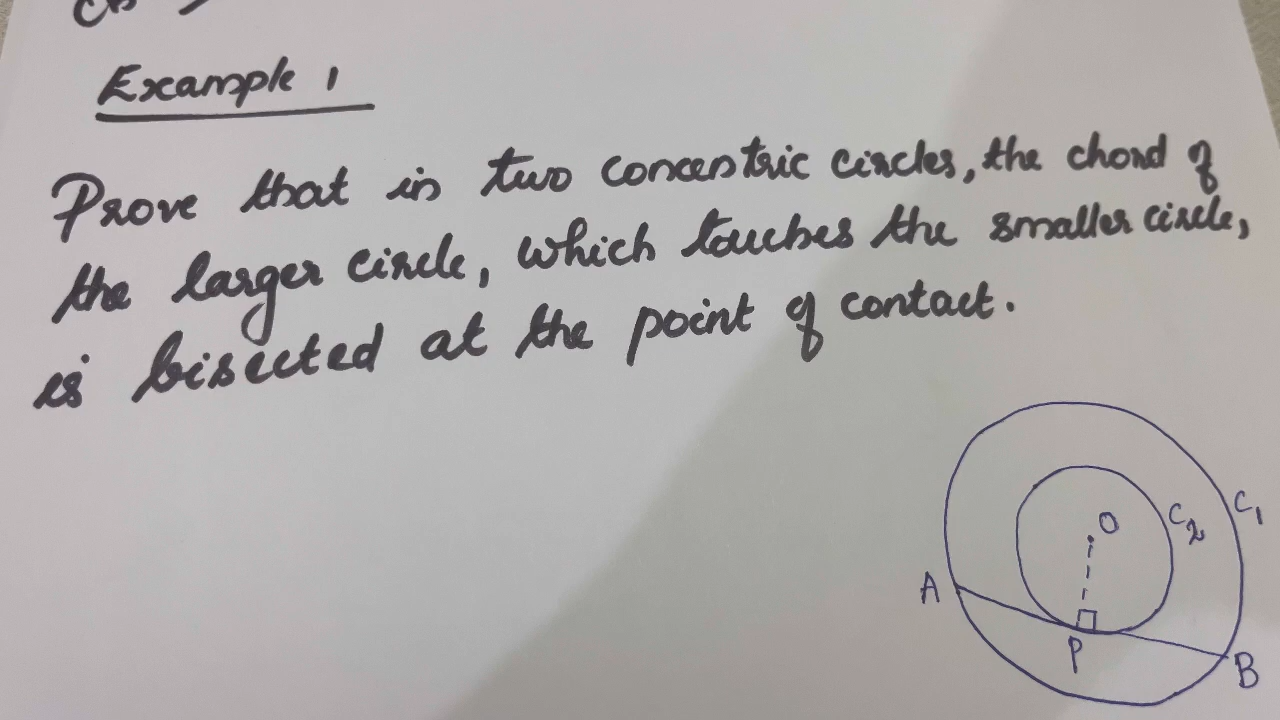 Example 1
Prove that in two concentric circles, the chord of
the larger circle, which touches the smaller circle,
is bisected at the point of contact.
O
C2
C1
A
P
B